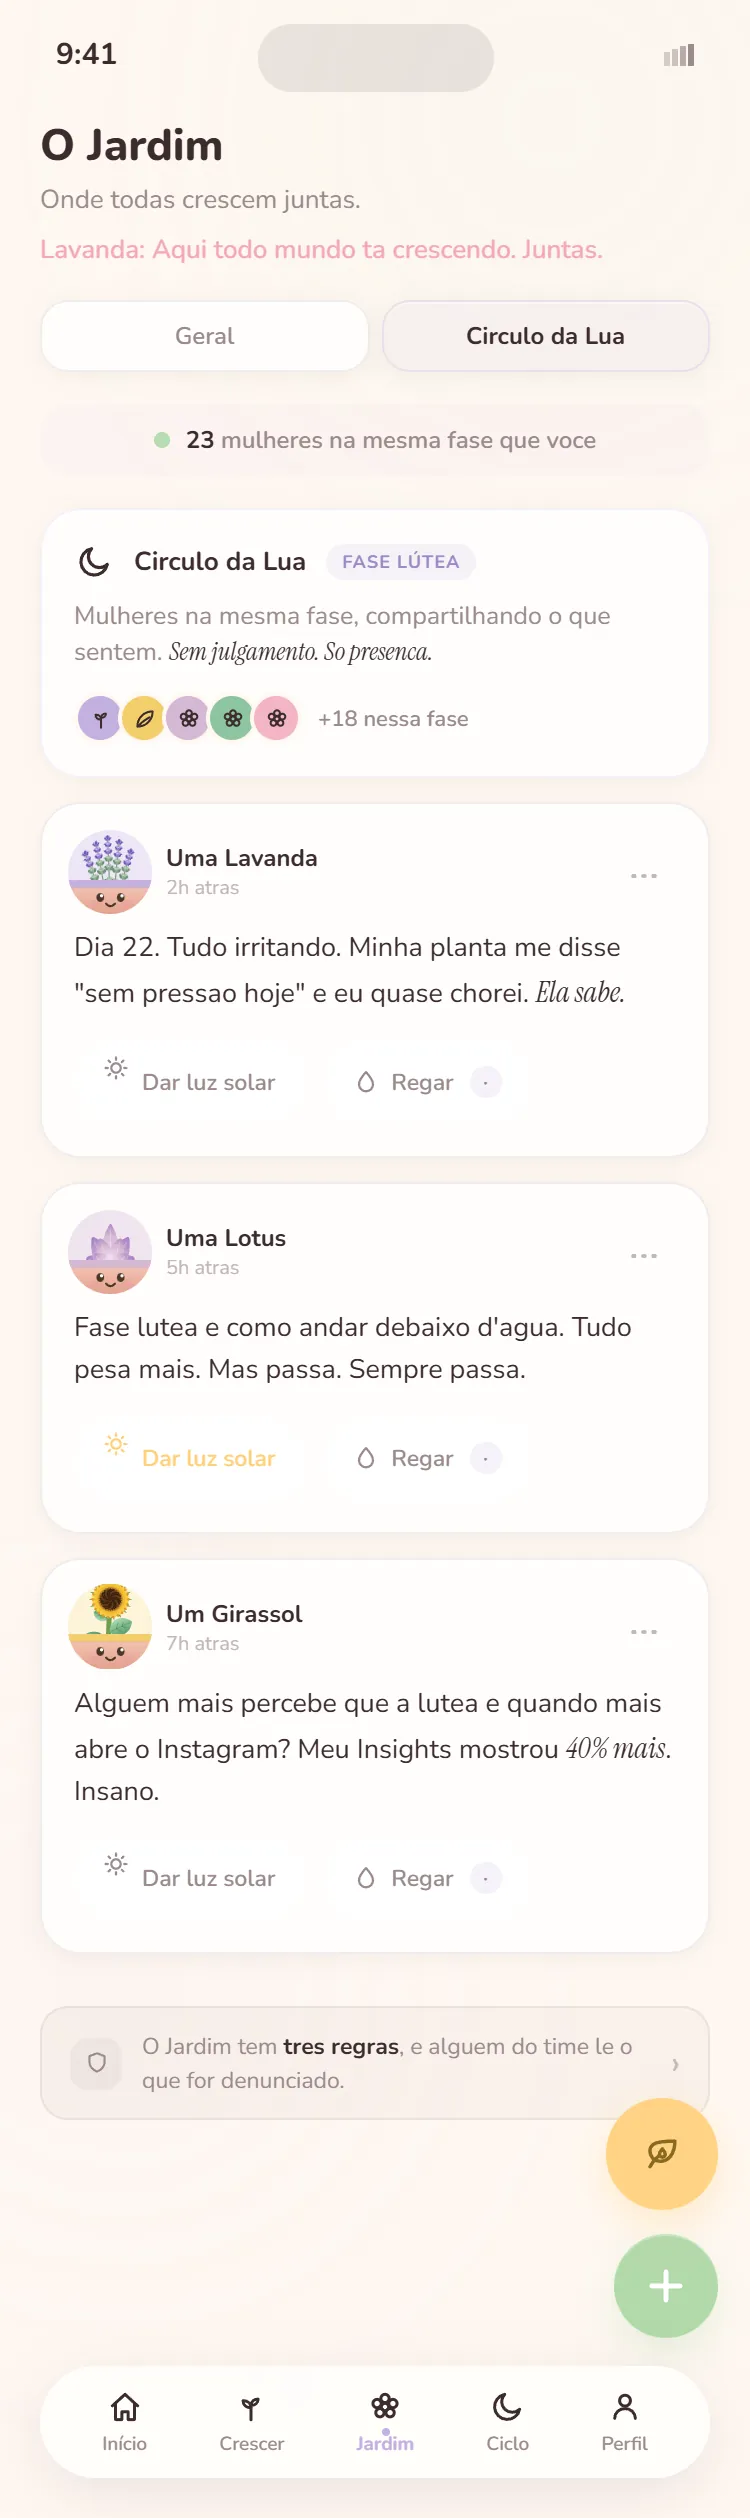 9:41
O Jardim
Onde todas crescem juntas.
Lavanda: Aqui todo mundo ta crescendo. Juntas.
Geral
Circulo da Lua
23 mulheres na mesma fase que voce
Circulo da Lua
FASE LÚTEA
Mulheres na mesma fase, compartilhando o que
sentem. Sem julgamento. So presenca.
+18 nessa fase
Uma Lavanda
2h atras
Dia 22. Tudo irritando. Minha planta me disse
"sem pressao hoje" e eu quase chorei. Ela sabe.
Dar luz solar
Regar
Uma Lotus
5h atras
Fase lutea e como andar debaixo d'agua. Tudo
pesa mais. Mas passa. Sempre passa.
Dar luz solar
Regar
Um Girassol
7h atras
Alguem mais percebe que a lutea e quando mais
abre o Instagram? Meu Insights mostrou 40% mais.
Insano.
Dar luz solar
Regar
O Jardim tem tres regras, e alguem do time le o
que for denunciado.
Início
Crescer
Jardim
Ciclo
Perfil